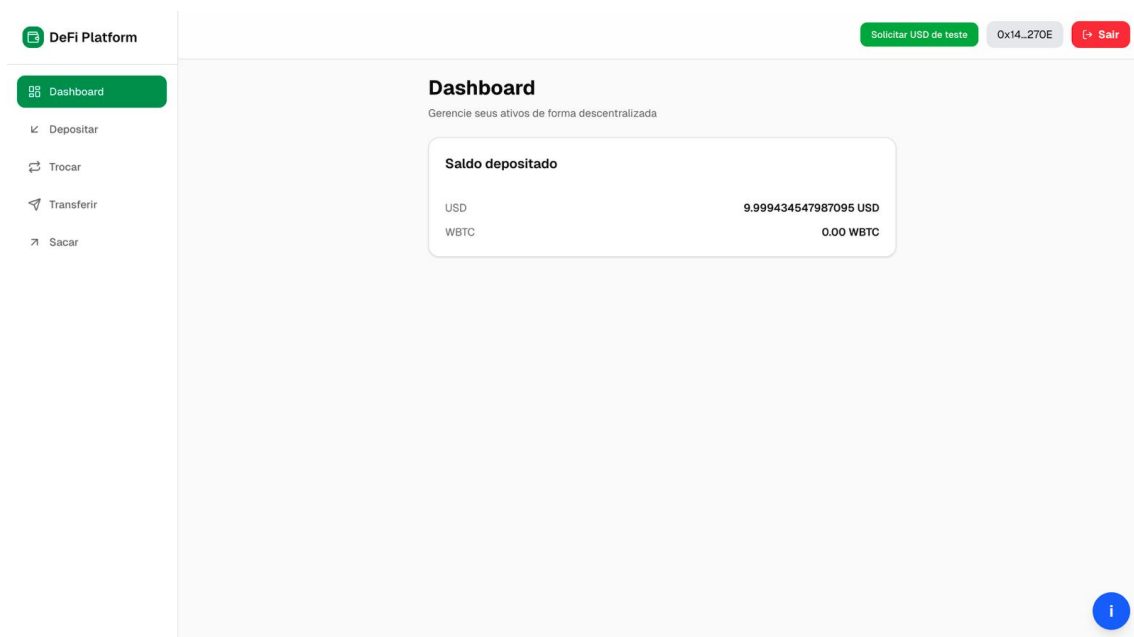 DeFi Platform
Solicitar USD de teste
0x14...270E
Sair
Dashboard
Depositar
Trocar
Transferir
Sacar
Dashboard
Gerencie seus ativos de forma descentralizada
Saldo depositado
USD 9.999434547987095 USD
WBTC 0.00 WBTC
i